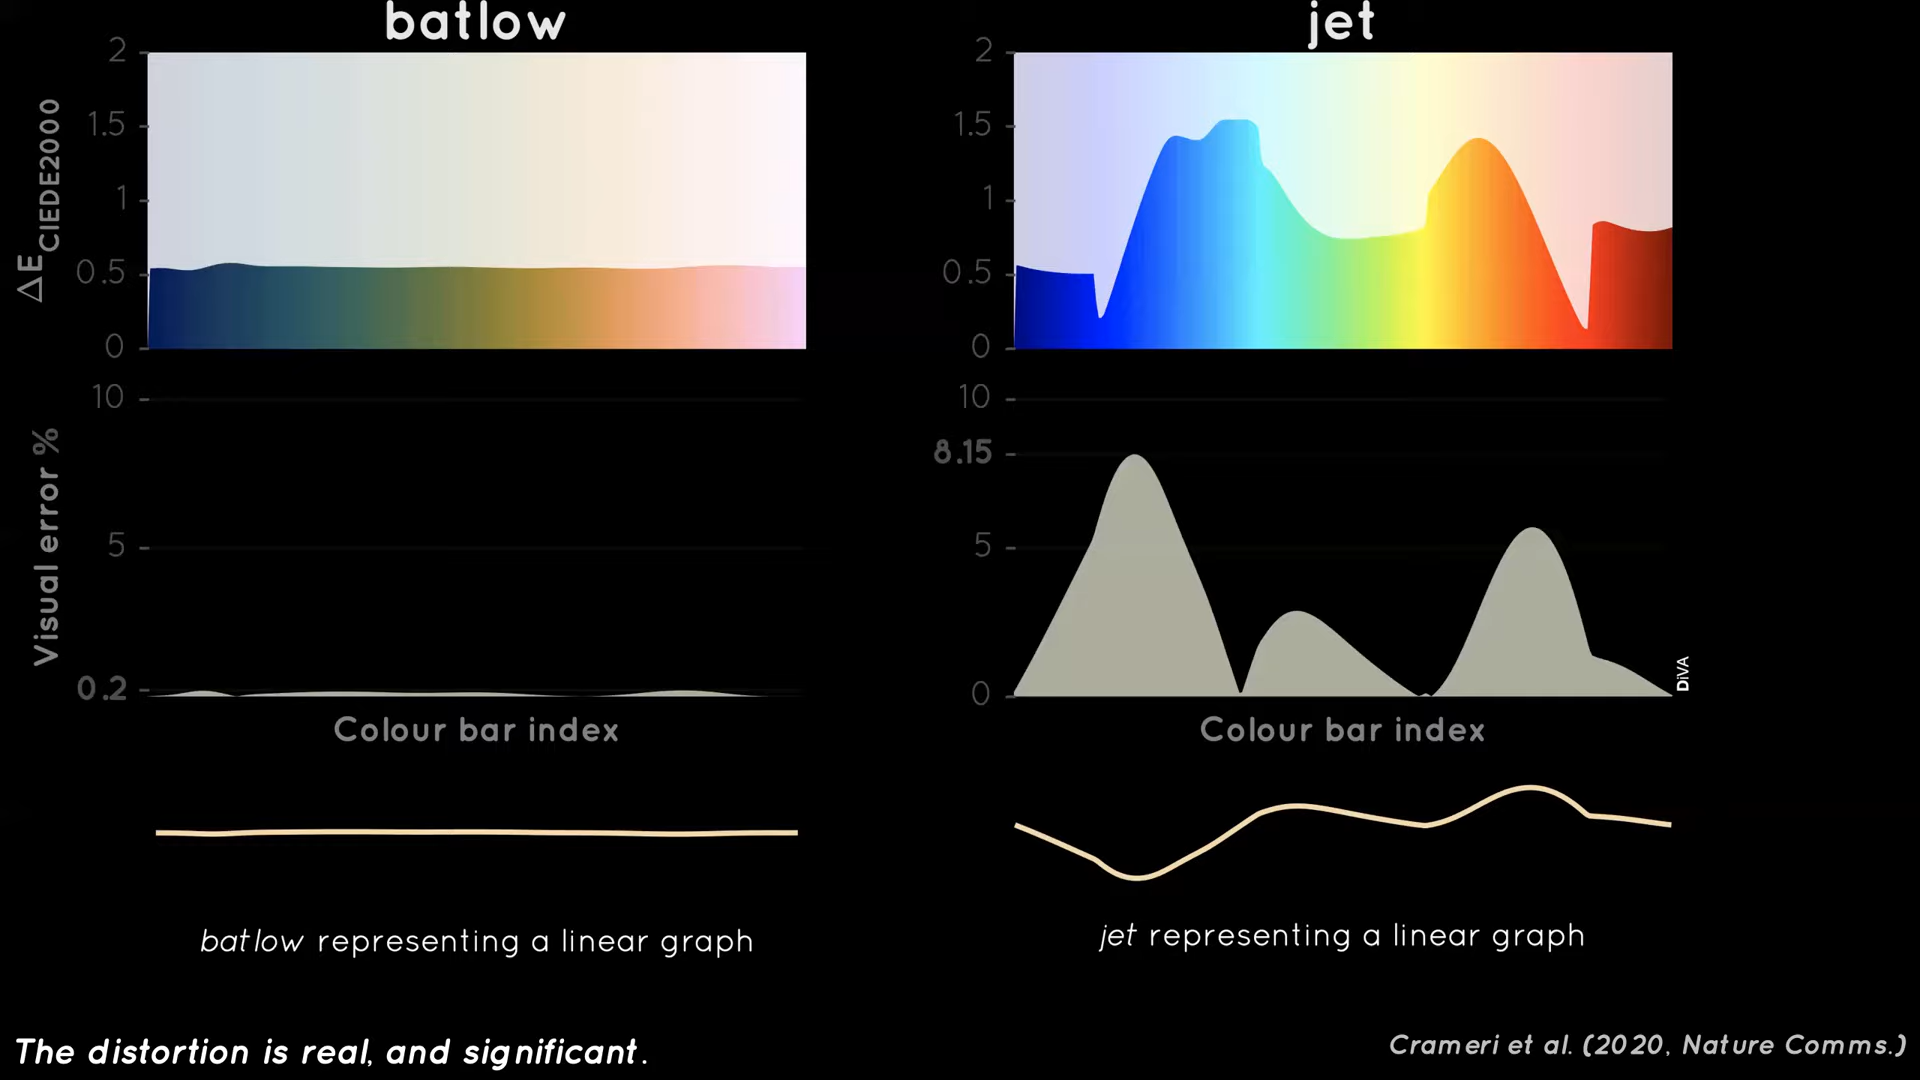 batlow
jet
2
1.5
1
0.5
0
ΔE CIEDE2000
2
1.5
1
0.5
0
10
5
0.2
Visual error %
10
8.15
5
0
DiVA
Colour bar index
Colour bar index
batlow representing a linear graph
jet representing a linear graph
The distortion is real, and significant.
Crameri et al. (2020, Nature Comms.)